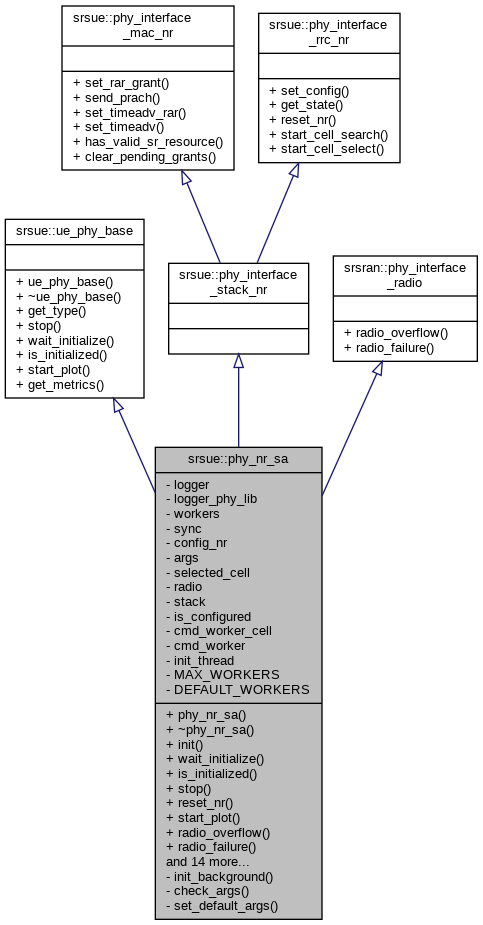 srsue::phy_interface
_mac_nr
+ set_rar_grant()
+ send_prach()
+ set_timeadv_rar()
+ set_timeadv()
+ has_valid_sr_resource()
+ clear_pending_grants()
srsue::phy_interface
_rrc_nr
+ set_config()
+ get_state()
+ reset_nr()
+ start_cell_search()
+ start_cell_select()
srsue::ue_phy_base
+ ue_phy_base()
+ ~ue_phy_base()
+ get_type()
+ stop()
+ wait_initialize()
+ is_initialized()
+ start_plot()
+ get_metrics()
srsue::phy_interface
_stack_nr
srsran::phy_interface
_radio
+ radio_overflow()
+ radio_failure()
srsue::phy_nr_sa
- logger
- logger_phy_lib
- workers
- sync
- config_nr
- args
- selected_cell
- radio
- stack
- is_configured
- cmd_worker_cell
- cmd_worker
- init_thread
- MAX_WORKERS
- DEFAULT_WORKERS
+ phy_nr_sa()
+ ~phy_nr_sa()
+ init()
+ wait_initialize()
+ is_initialized()
+ stop()
+ reset_nr()
+ start_plot()
+ radio_overflow()
+ radio_failure()
and 14 more...
- init_background()
- check_args()
- set_default_args()